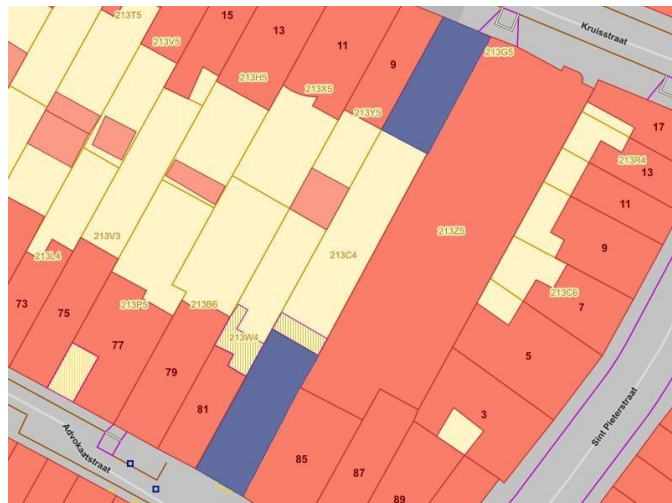 213T5
15
13
11
9
213G5
Kruisstraat
213V5
213H5
213X5
213Y5
17
213R4
13
11
9
213V3
213L4
213C4
213Z5
213P5
213B6
213W4
213C6
7
73
75
77
79
81
5
3
85
87
89
Advokaatstraat
Sint Pieterstraat